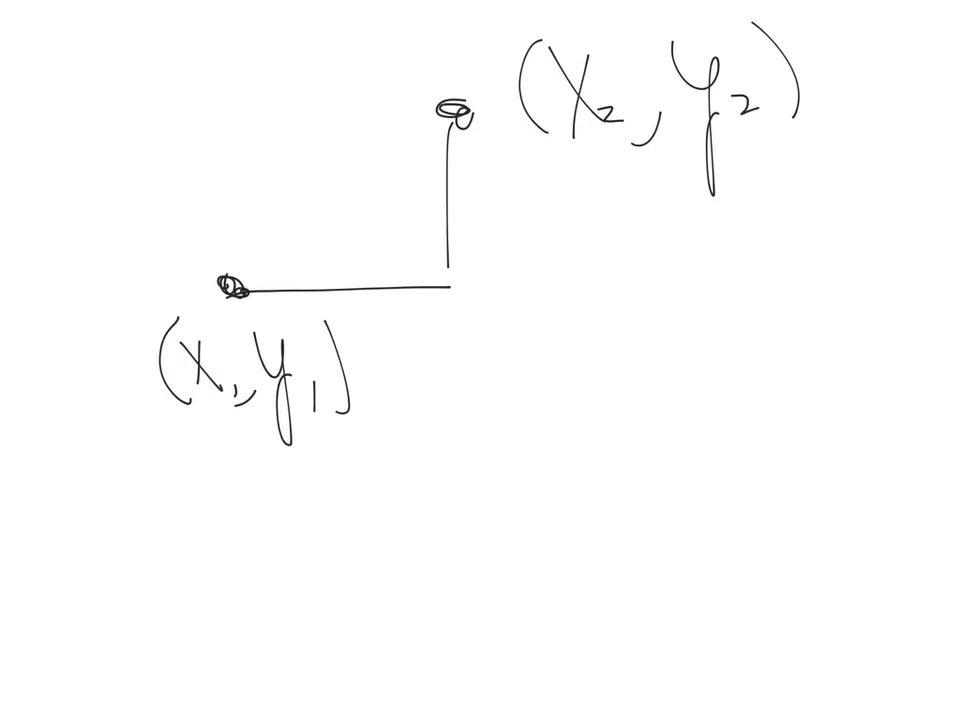 (x₂, y₂)
(x₁, y₁)